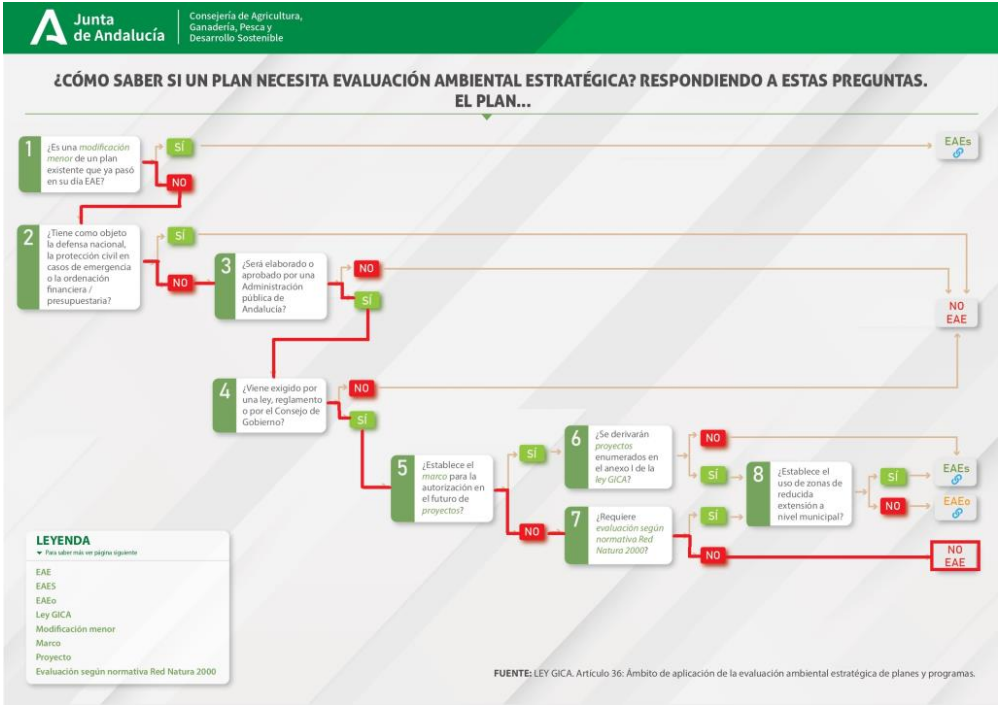 Junta
de Andalucía
Consejería de Agricultura,
Ganadería, Pesca y
Desarrollo Sostenible
¿CÓMO SABER SI UN PLAN NECESITA EVALUACIÓN AMBIENTAL ESTRATÉGICA? RESPONDIENDO A ESTAS PREGUNTAS.
EL PLAN...
1
¿Es una modificación
menor de un plan
existente que ya pasó
en su día EAE?
SÍ
NO
EAEs
2
¿Tiene como objeto
la defensa nacional,
la protección civil en
casos de emergencia
o la ordenación
financiera /
presupuestaria?
SÍ
NO
3
¿Será elaborado o
aprobado por una
Administración
pública de
Andalucía?
NO
SÍ
NO
EAE
4
¿Viene exigido por
una ley, reglamento
o por el Consejo de
Gobierno?
NO
SÍ
5
¿Establece el
marco para la
autorización en
el futuro de
proyectos?
SÍ
NO
6
¿Se derivarán
proyectos
enumerados en
el anexo I de la
ley GICA?
NO
SÍ
7
¿Requiere
evaluación según
normativa Red
Natura 2000?
SÍ
NO
8
¿Establece el
uso de zonas de
reducida
extensión a
nivel municipal?
SÍ
NO
EAEs
EAEo
NO
EAE
LEYENDA
Para saber más ver página siguiente
EAE
EAES
EAEo
Ley GICA
Modificación menor
Marco
Proyecto
Evaluación según normativa Red Natura 2000
FUENTE: LEY GICA. Artículo 36: Ámbito de aplicación de la evaluación ambiental estratégica de planes y programas.